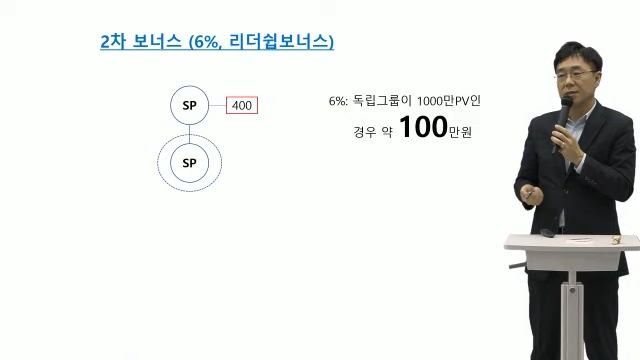 2차 보너스 (6%, 리더쉽보너스)
SP
400
SP
6%: 독립그룹이 1000만PV인
경우 약 100만원